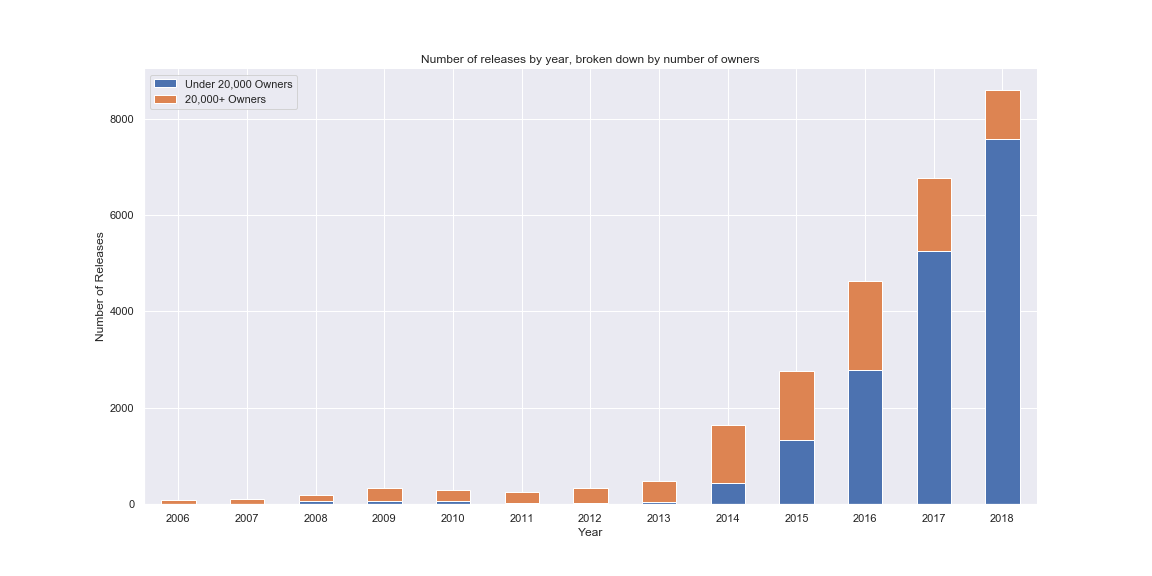 Number of releases by year, broken down by number of owners
Under 20,000 Owners
20,000+ Owners
Number of Releases
8000
6000
4000
2000
0
2006 2007 2008 2009 2010 2011 2012 2013 2014 2015 2016 2017 2018
Year